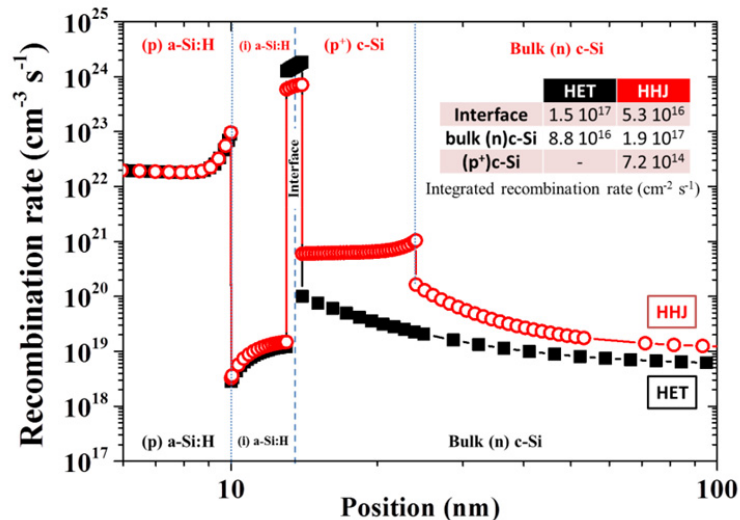 10²⁵
10²⁴
10²³
10²²
10²¹
10²⁰
10¹⁹
10¹⁸
10¹⁷
Recombination rate (cm⁻³ s⁻¹)
(p) a-Si:H
(i) a-Si:H
(p⁺) c-Si
Bulk (n) c-Si
HET HHJ
Interface 1.5 10¹⁷ 5.3 10¹⁶
bulk (n)c-Si 8.8 10¹⁶ 1.9 10¹⁷
(p⁺)c-Si - 7.2 10¹⁴
Integrated recombination rate (cm⁻² s⁻¹)
Interface
HHJ
HET
(p) a-Si:H
(i) a-Si:H
Bulk (n) c-Si
10 100
Position (nm)